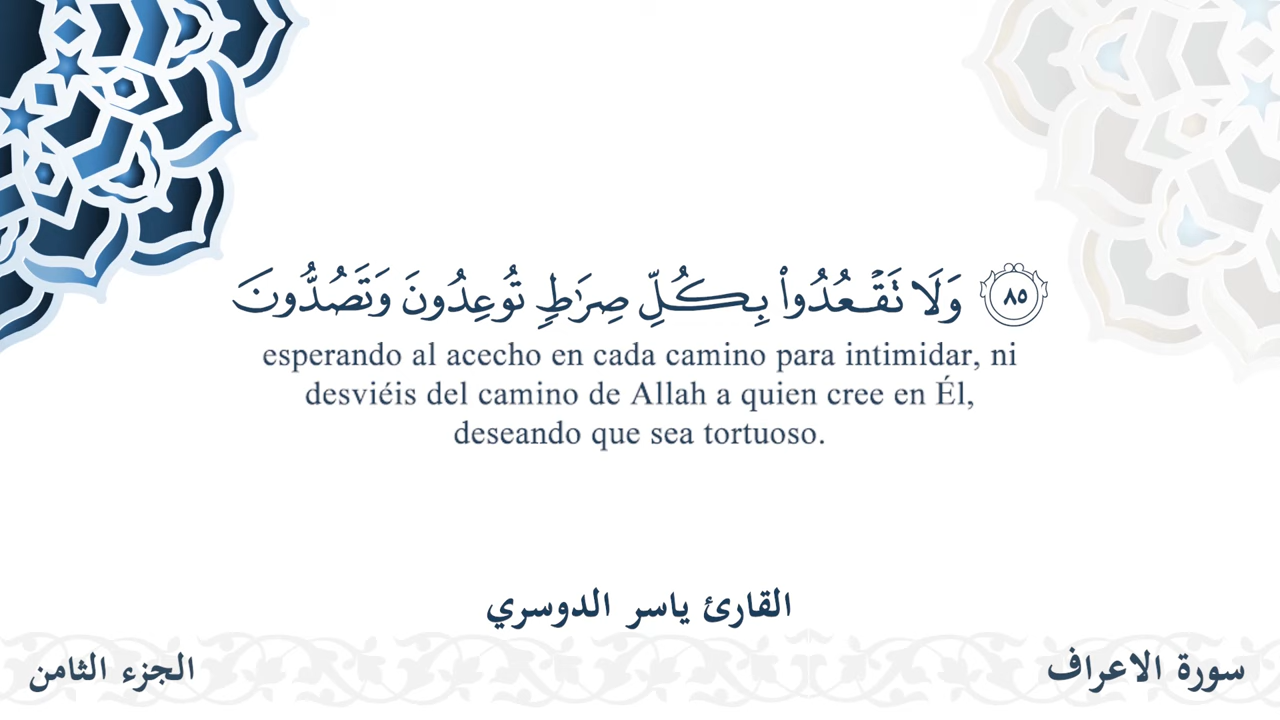 ٨٥ وَلَا تَقۡعُدُواْ بِكُلِّ صِرَٰطٖ تُوعِدُونَ وَتَصُدُّونَ
esperando al acecho en cada camino para intimidar, ni
desviéis del camino de Allah a quien cree en Él,
deseando que sea tortuoso.
القارئ ياسر الدوسري
سورة الاعراف
الجزء الثامن